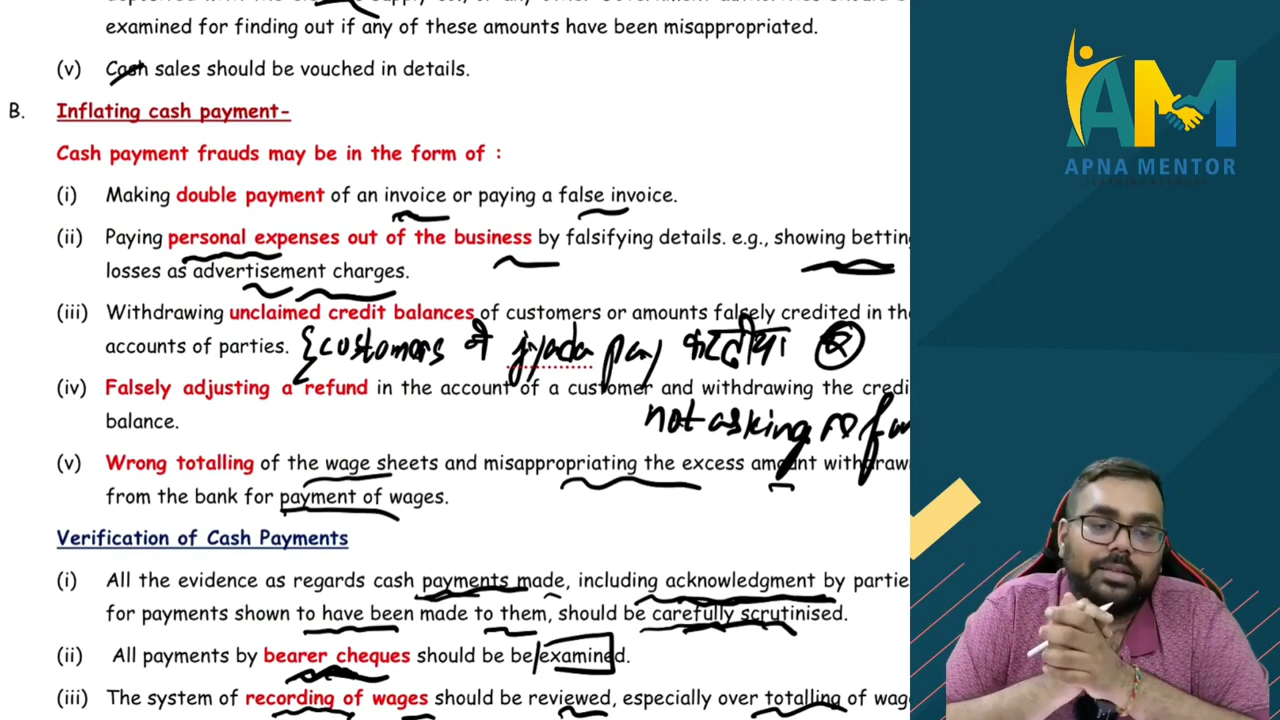 examined for finding out if any of these amounts have been misappropriated.
(v) Cash sales should be vouched in details.
B. Inflating cash payment-
Cash payment frauds may be in the form of :
(i) Making double payment of an invoice or paying a false invoice.
(ii) Paying personal expenses out of the business by falsifying details. e.g., showing betting
losses as advertisement charges.
(iii) Withdrawing unclaimed credit balances of customers or amounts falsely credited in the
accounts of parties. {customers ने jyada pay
(iv) Falsely adjusting a refund in the account of a customer and withdrawing the credi
balance.
not asking
(v) Wrong totalling of the wage sheets and misappropriating the excess amount withdraw
from the bank for payment of wages.
Verification of Cash Payments
(i) All the evidence as regards cash payments made, including acknowledgment by partie
for payments shown to have been made to them, should be carefully scrutinised.
(ii) All payments by bearer cheques should be be examined.
(iii) The system of recording of wages should be reviewed, especially over totalling of wag
AM
APNA MENTOR